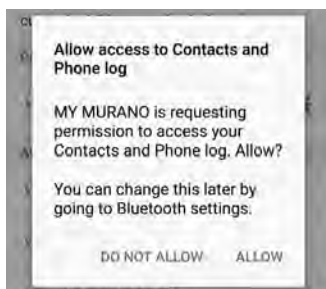 Allow access to Contacts and
Phone log
MY MURANO is requesting
permission to access your
Contacts and Phone log. Allow?
You can change this later by
going to Bluetooth settings.
DO NOT ALLOW ALLOW